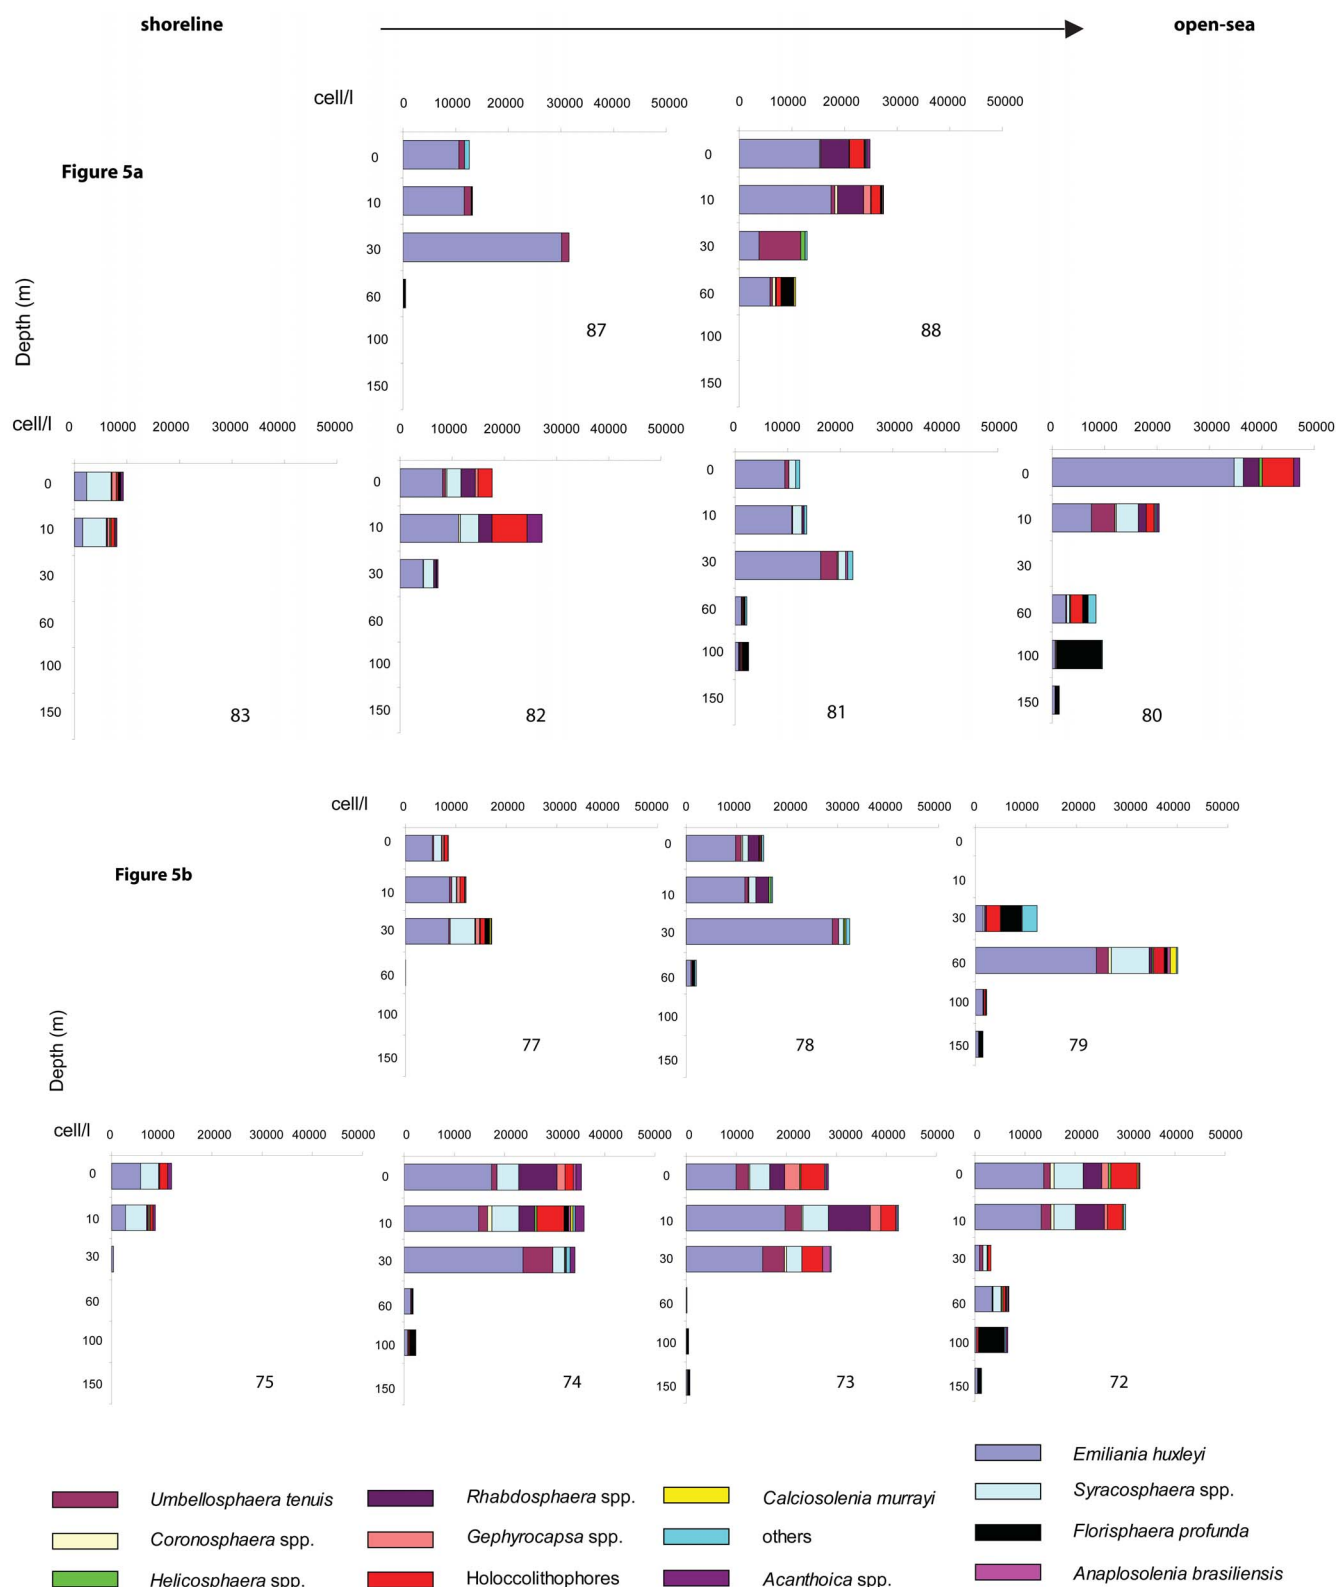 shoreline open-sea
cell/l 0 10000 20000 30000 40000 50000 0 10000 20000 30000 40000 50000
Figure 5a
Depth (m)
0 0
10 10
30 30
60 60
100 87 100 88
150 150
cell/l 0 10000 20000 30000 40000 50000 0 10000 20000 30000 40000 50000 0 10000 20000 30000 40000 50000 0 10000 20000 30000 40000 50000
0 0 0 0
10 10 10 10
30 30 30 30
60 60 60 60
100 100 100 100
150 83 150 82 150 81 150 80
cell/l 0 10000 20000 30000 40000 50000 0 10000 20000 30000 40000 50000 0 10000 20000 30000 40000 50000
Figure 5b
Depth (m)
0 0 0
10 10 10
30 30 30
60 60 60
100 100 100
150 77 150 78 150 79
cell/l 0 10000 20000 30000 40000 50000 0 10000 20000 30000 40000 50000 0 10000 20000 30000 40000 50000 0 10000 20000 30000 40000 50000
0 0 0 0
10 10 10 10
30 30 30 30
60 60 60 60
100 100 100 100
150 75 150 74 150 73 150 72
Emiliania huxleyi
Umbellosphaera tenuis Rhabdosphaera spp. Calciosolenia murrayi Syracosphaera spp.
Coronosphaera spp. Gephyrocapsa spp. others Florisphaera profunda
Helicosphaera spp. Holoccolithophores Acanthoica spp. Anaplosolenia brasiliensis